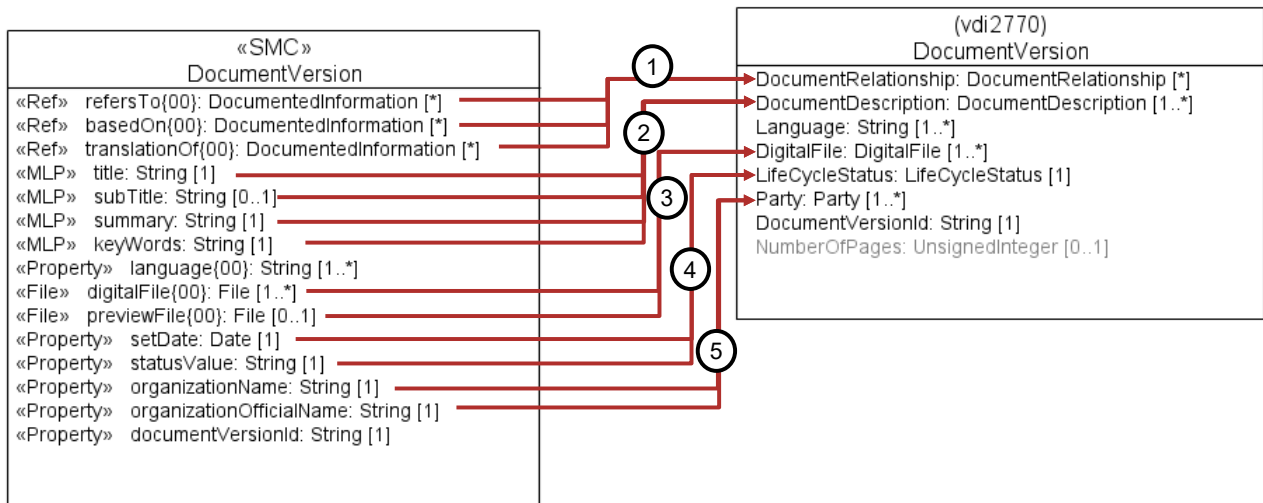 «SMC»
DocumentVersion
«Ref» refersTo{00}: DocumentedInformation [*]
«Ref» basedOn{00}: DocumentedInformation [*]
«Ref» translationOf{00}: DocumentedInformation [*]
«MLP» title: String [1]
«MLP» subTitle: String [0..1]
«MLP» summary: String [1]
«MLP» keyWords: String [1]
«Property» language{00}: String [1..*]
«File» digitalFile{00}: File [1..*]
«File» previewFile{00}: File [0..1]
«Property» setDate: Date [1]
«Property» statusValue: String [1]
«Property» organizationName: String [1]
«Property» organizationOfficialName: String [1]
«Property» documentVersionId: String [1]
1
2
3
4
5
(vdi2770)
DocumentVersion
DocumentRelationship: DocumentRelationship [*]
DocumentDescription: DocumentDescription [1..*]
Language: String [1..*]
DigitalFile: DigitalFile [1..*]
LifeCycleStatus: LifeCycleStatus [1]
Party: Party [1..*]
DocumentVersionId: String [1]
NumberOfPages: UnsignedInteger [0..1]